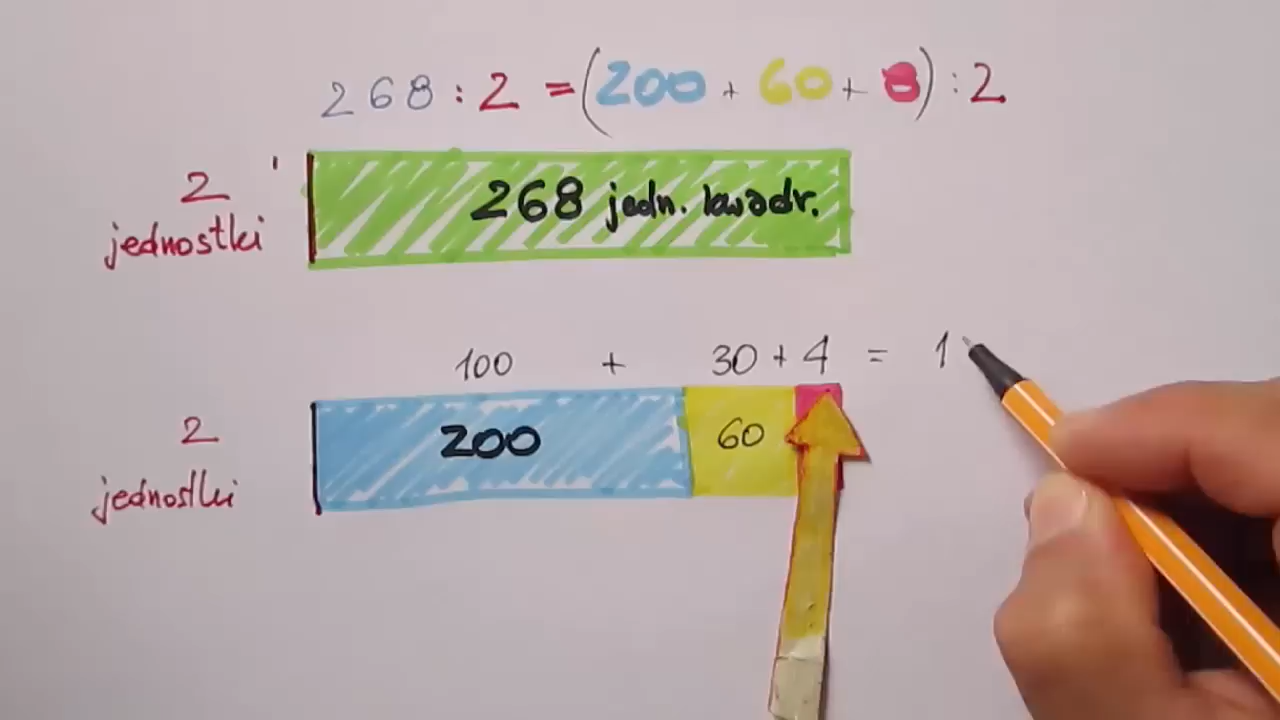 268 : 2 = (200 + 60 + 8) : 2
2
jednostki
268 jedn. kwadr.
100 + 30 + 4 = 1
2
jednostki
200
60